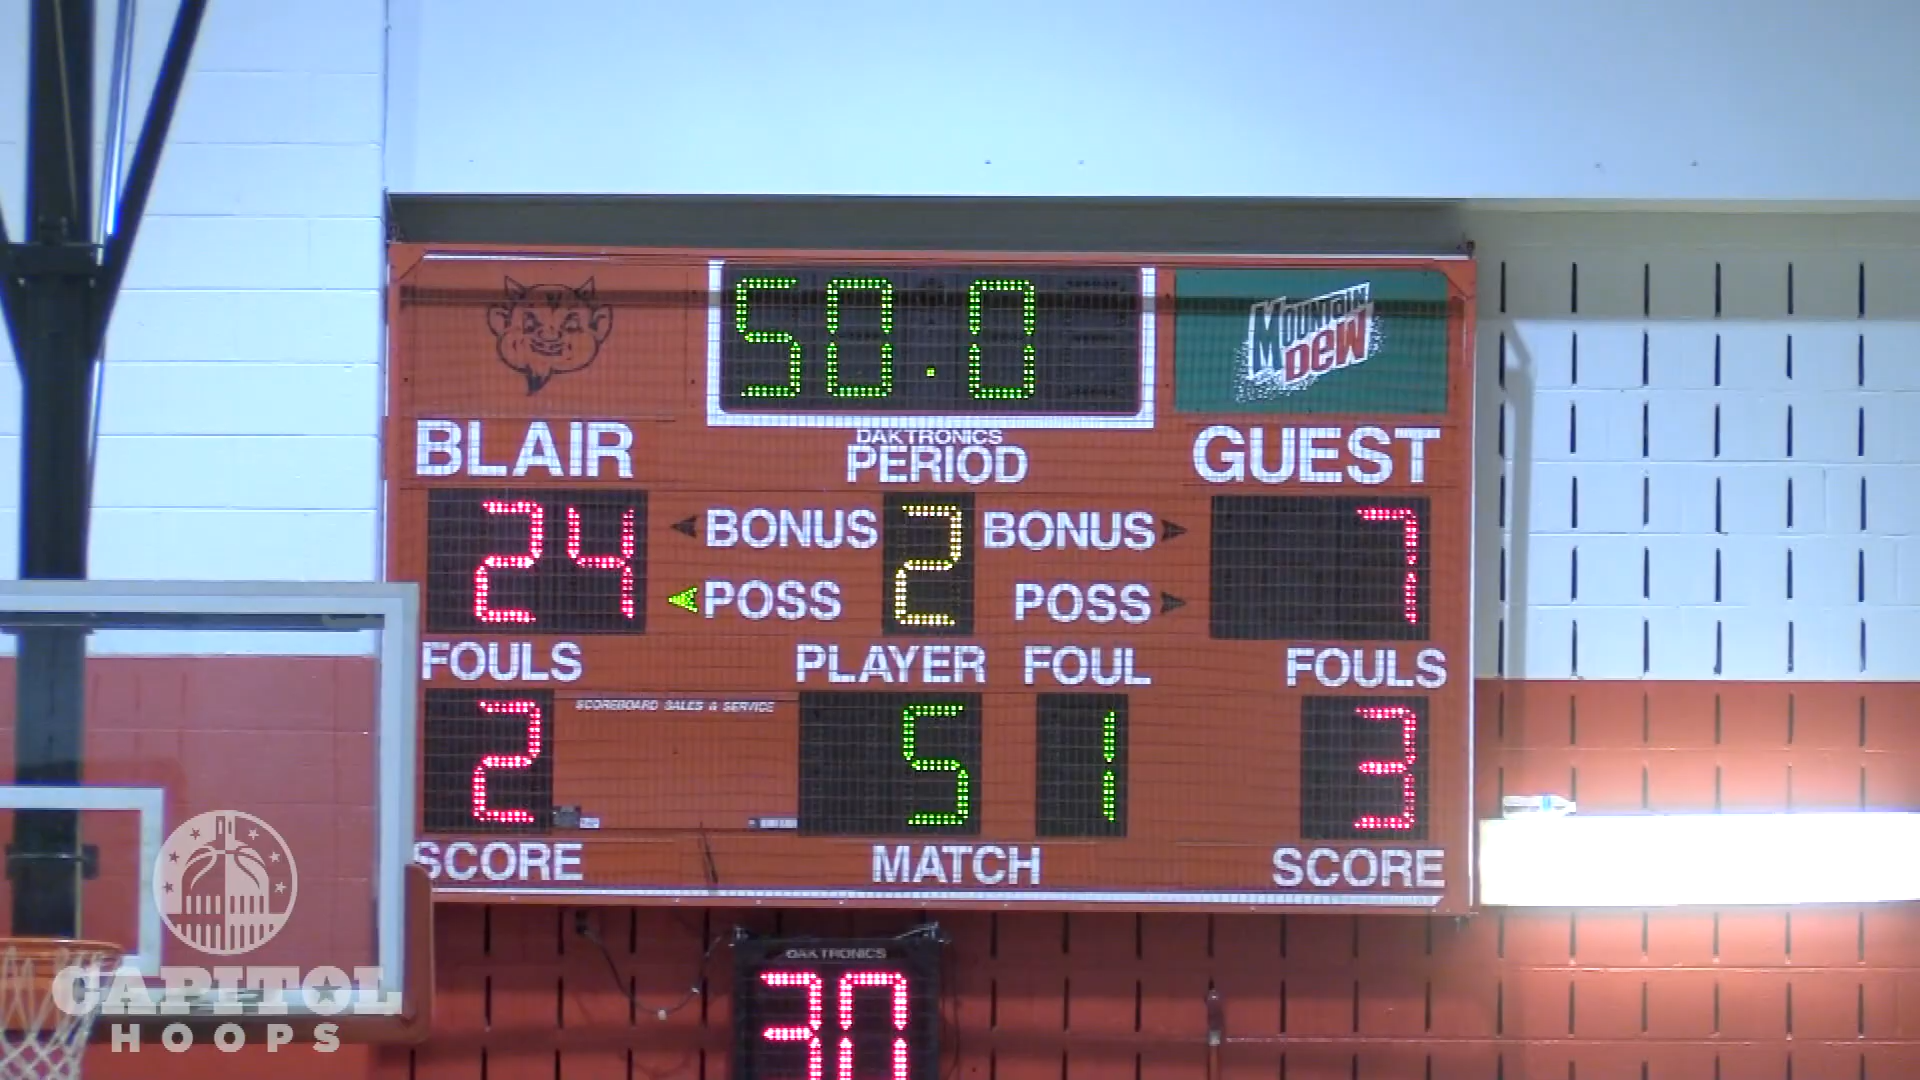 50.0
MOUNTAIN
DEW
BLAIR
DAKTRONICS
PERIOD
GUEST
24
BONUS
2
BONUS
7
POSS
POSS
FOULS
PLAYER
FOUL
FOULS
2
SCOREBOARD SALES & SERVICE
5
1
3
SCORE
MATCH
SCORE
DAKTRONICS
30
CAPITOL
HOOPS